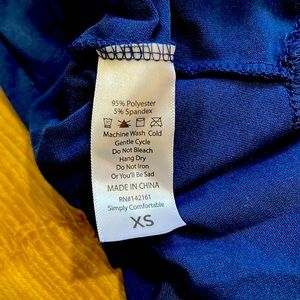 95% Polyester
5% Spandex
Machine Wash Cold
Gentle Cycle
Do Not Bleach
Hang Dry
Do Not Iron
Or You'll Be Sad
MADE IN CHINA
RN#142161
Simply Comfortable
XS